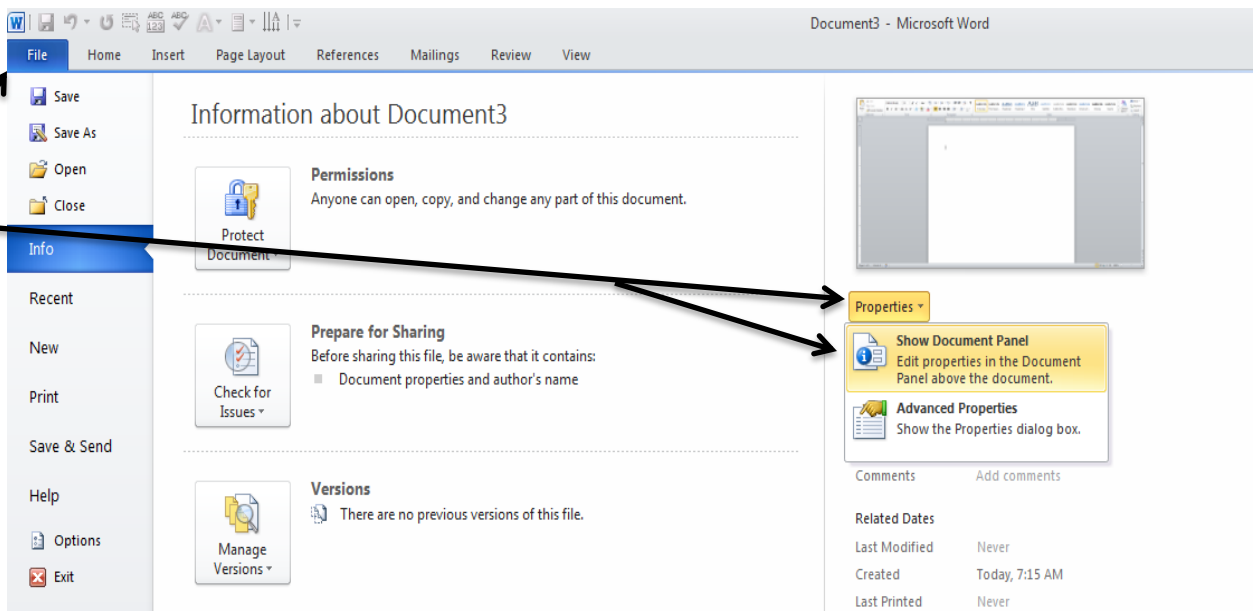 Document3 - Microsoft Word
File Home Insert Page Layout References Mailings Review View
Save
Save As
Open
Close
Info
Recent
New
Print
Save & Send
Help
Options
Exit
Information about Document3
Protect
Document
Permissions
Anyone can open, copy, and change any part of this document.
Check for
Issues
Prepare for Sharing
Before sharing this file, be aware that it contains:
Document properties and author's name
Manage
Versions
Versions
There are no previous versions of this file.
Properties
Show Document Panel
Edit properties in the Document
Panel above the document.
Advanced Properties
Show the Properties dialog box.
Comments Add comments
Related Dates
Last Modified Never
Created Today, 7:15 AM
Last Printed Never